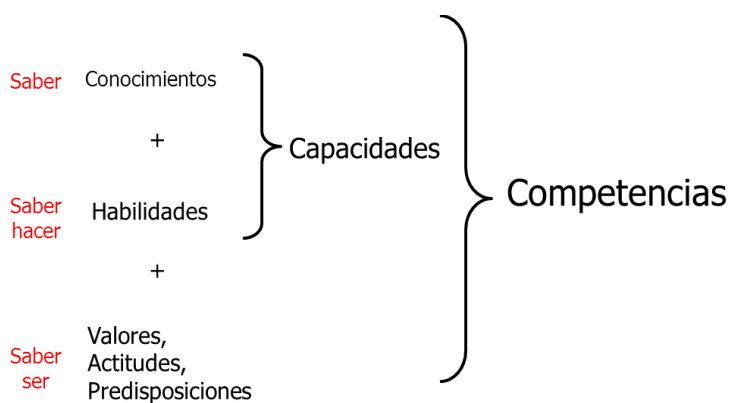 Saber
Conocimientos
+
Capacidades
Competencias
Saber
hacer
Habilidades
+
Saber
ser
Valores,
Actitudes,
Predisposiciones